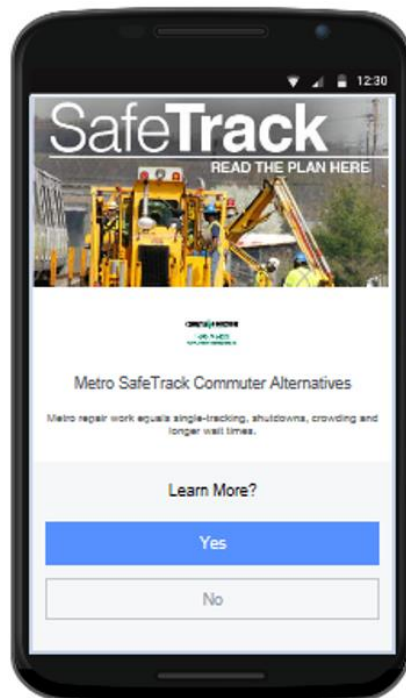 12:30
SafeTrack
READ THE PLAN HERE
Metro SafeTrack Commuter Alternatives
Metro repair work equals single-tracking, shutdowns, crowding and
longer wait times.
Learn More?
Yes
No